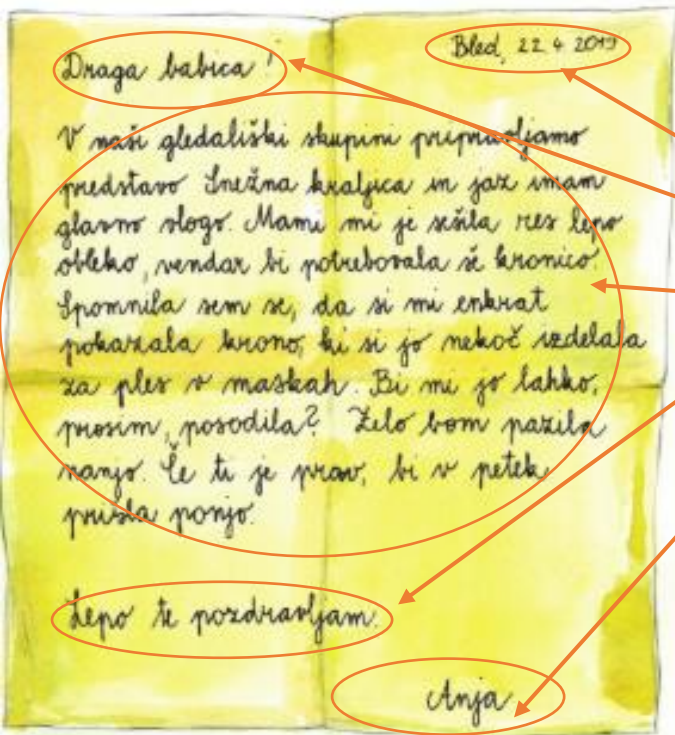 Bled, 22 4 2019
Draga babica!
V naši gledališki skupini pripravljamo
predstavo Snežna kraljica in jaz imam
glavno vlogo. Mami mi je sešila res lepo
obleko, vendar bi potrebovala še kronico.
Spomnila sem se, da si mi enkrat
pokazala krono, ki si jo nekoč izdelala
za ples v maskah. Bi mi jo lahko,
prosim, posodila? Zelo bom pazila
nanjo. Če ti je prav, bi v petek
prišla ponjo.
Lepo te pozdravljam.
Anja